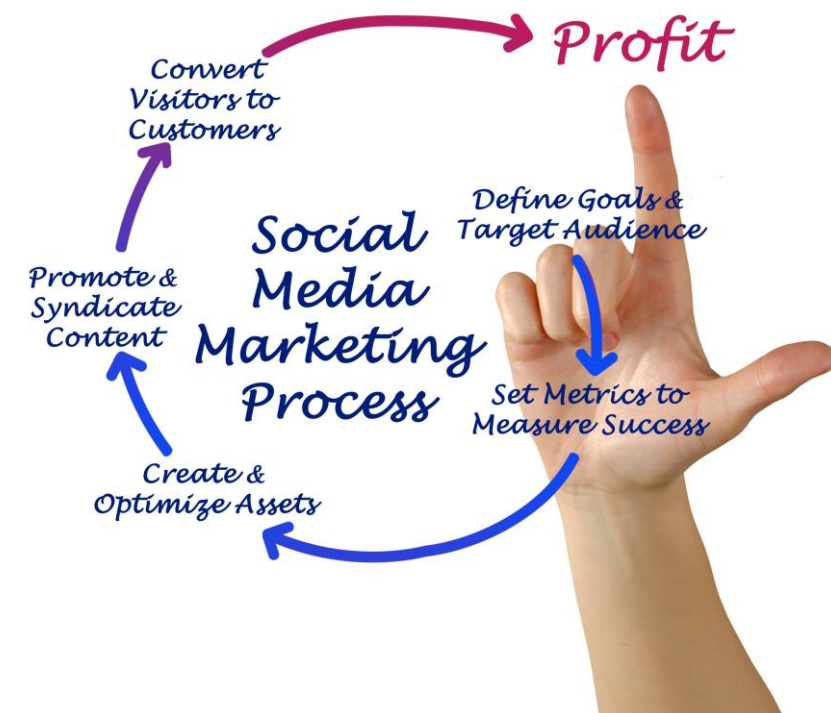 Profit
Convert
Visitors to
Customers
Define Goals &
Target Audience
Social
Media
Marketing
Process
Promote &
Syndicate
Content
Set Metrics to
Measure Success
Create &
Optimize Assets